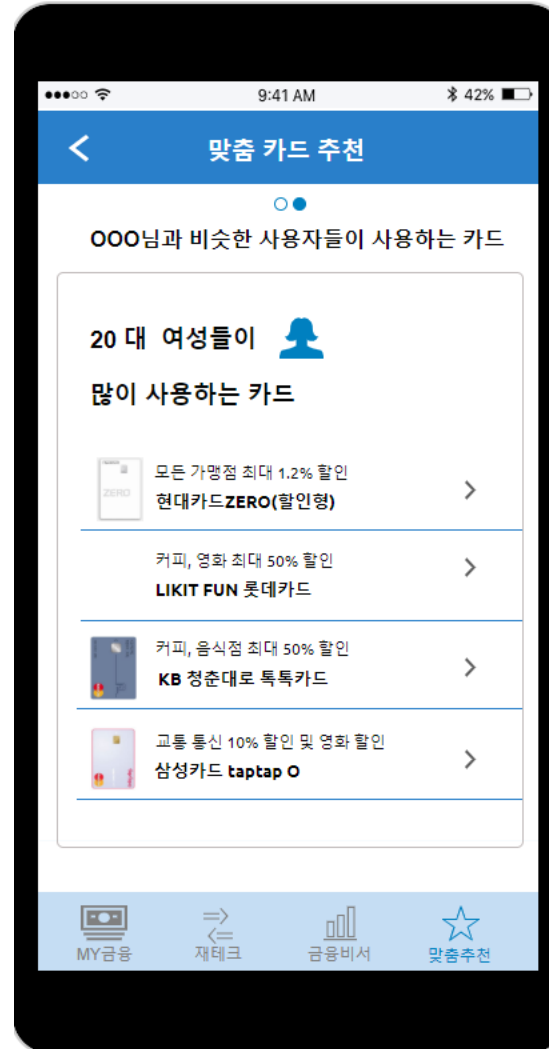 9:41 AM
42%
맞춤 카드 추천
OOO님과 비슷한 사용자들이 사용하는 카드
20 대 여성들이
많이 사용하는 카드
ZERO
모든 가맹점 최대 1.2% 할인
현대카드ZERO(할인형)
커피, 영화 최대 50% 할인
LIKIT FUN 롯데카드
커피, 음식점 최대 50% 할인
KB 청춘대로 톡톡카드
교통 통신 10% 할인 및 영화 할인
삼성카드 taptap O
MY금융
재테크
금융비서
맞춤추천